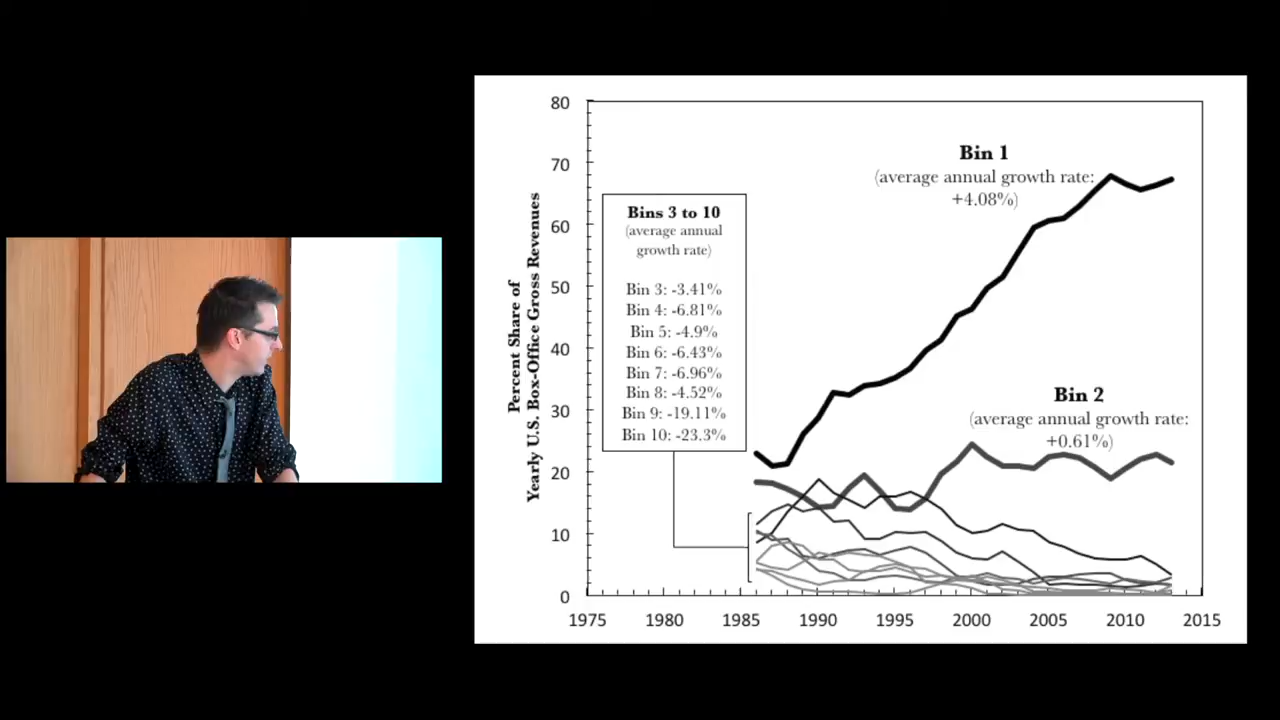 80
70
60
50
40
30
20
10
0
Percent Share of
Yearly U.S. Box-Office Gross Revenues
Bins 3 to 10
(average annual
growth rate)
Bin 3: -3.41%
Bin 4: -6.81%
Bin 5: -4.9%
Bin 6: -6.43%
Bin 7: -6.96%
Bin 8: -4.52%
Bin 9: -19.11%
Bin 10: -23.3%
Bin 1
(average annual growth rate:
+4.08%)
Bin 2
(average annual growth rate:
+0.61%)
1975 1980 1985 1990 1995 2000 2005 2010 2015